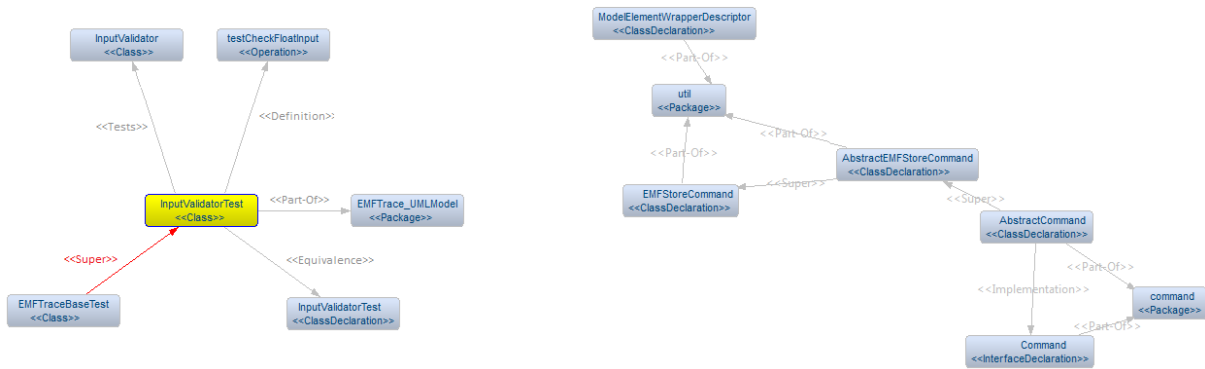 InputValidator
<<Class>>
testCheckFloatInput
<<Operation>>
<<Tests>>
<<Definition>>
InputValidatorTest
<<Class>>
<<Part-Of>>
EMFTrace_UMLModel
<<Package>>
<<Super>>
<<Equivalence>>
EMFTraceBaseTest
<<Class>>
InputValidatorTest
<<ClassDeclaration>>
ModelElementWrapperDescriptor
<<ClassDeclaration>>
<<Part-Of>>
util
<<Package>>
<<Part-Of>>
<<Part-Of>>
AbstractEMFStoreCommand
<<ClassDeclaration>>
<<Super>>
EMFStoreCommand
<<ClassDeclaration>>
<<Super>>
AbstractCommand
<<ClassDeclaration>>
<<Part-Of>>
<<Implementation>>
command
<<Package>>
<<Part-Of>>
Command
<<InterfaceDeclaration>>